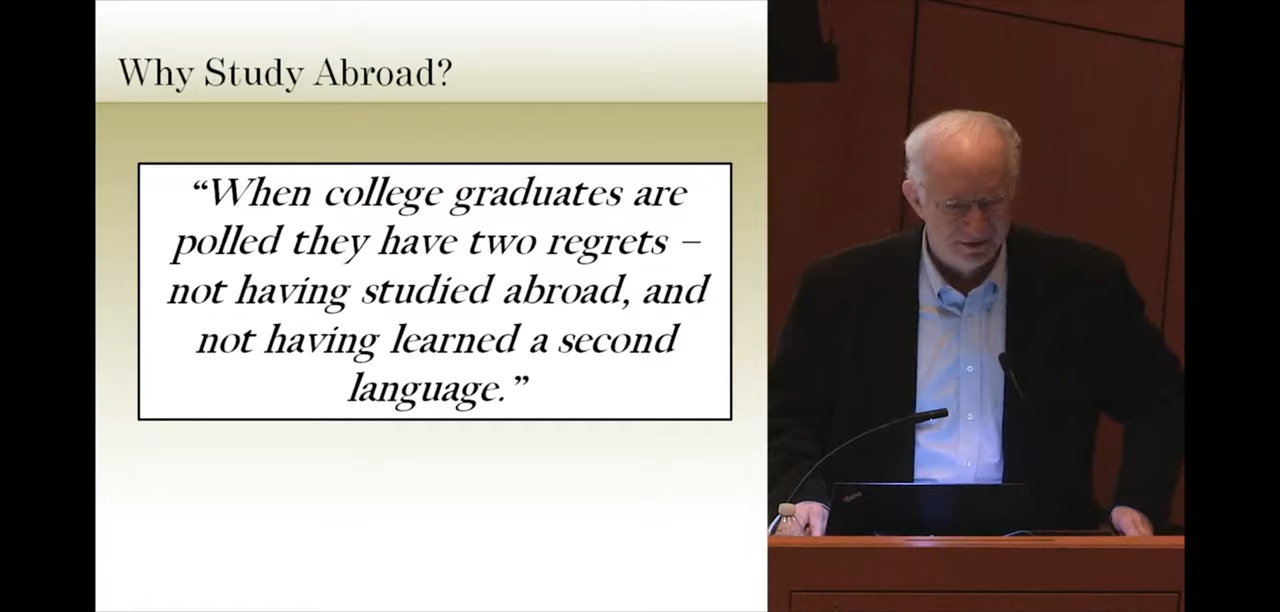 Why Study Abroad?
“When college graduates are
polled they have two regrets –
not having studied abroad, and
not having learned a second
language.”